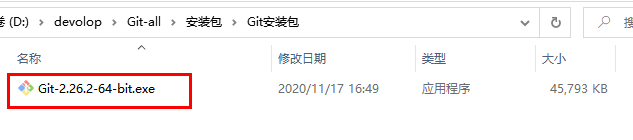 (D:) › devolop › Git-all › 安装包 › Git安装包
名称 修改日期 类型 大小
Git-2.26.2-64-bit.exe 2020/11/17 16:49 应用程序 45,793 KB